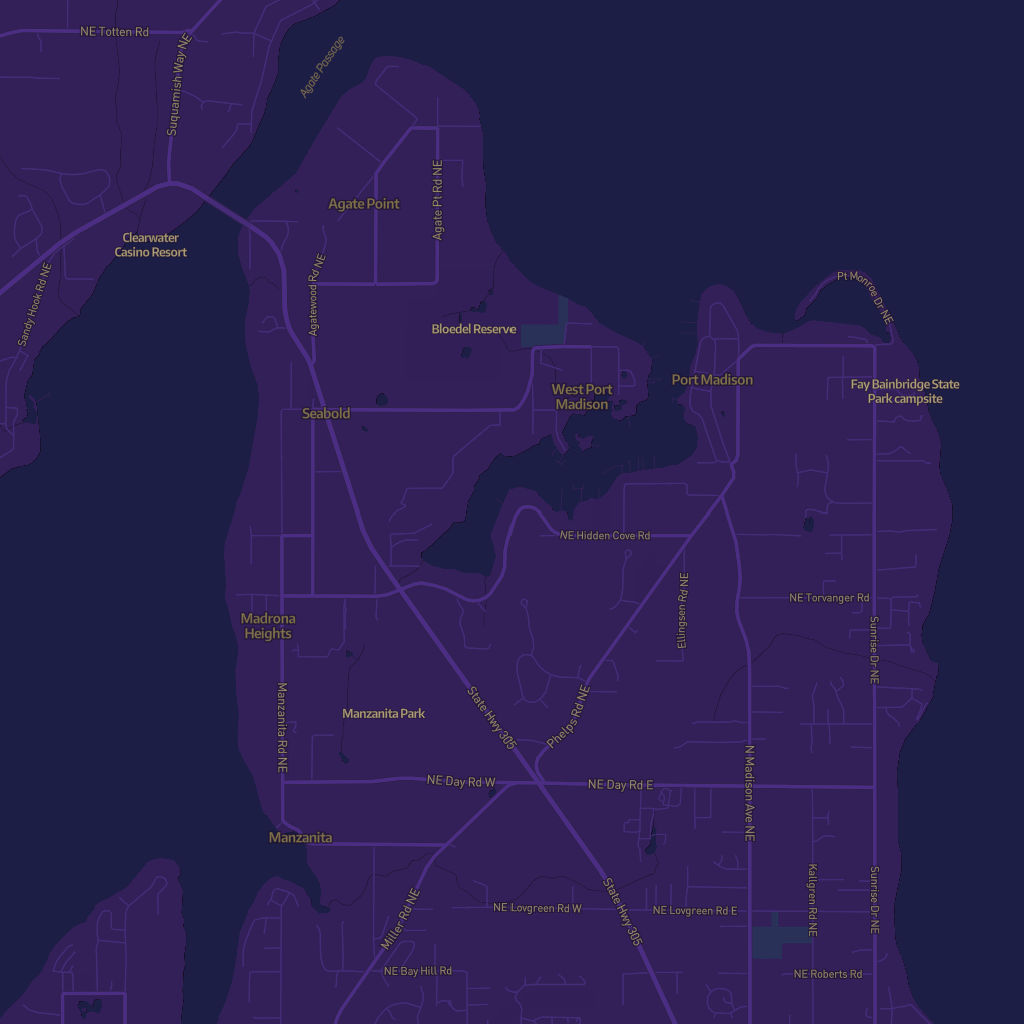 NE Totten Rd
Suquamish Way NE
Agate Passage
Agate Pt Rd NE
Agate Point
Clearwater
Casino Resort
Sandy Hook Rd NE
Agatewood Rd NE
Pt Monroe Dr NE
Bloedel Reserve
West Port
Madison
Port Madison
Fay Bainbridge State
Park campsite
Seabold
NE Hidden Cove Rd
NE Torvanger Rd
Ellingsen Rd NE
Madrona
Heights
Sunrise Dr NE
Manzanita Rd NE
Manzanita Park
State Hwy 305
Phelps Rd NE
NE Day Rd W
NE Day Rd E
N Madison Ave NE
Manzanita
Miller Rd NE
NE Lovgreen Rd W
State Hwy 305
NE Lovgreen Rd E
Kallgren Rd NE
Sunrise Dr NE
NE Bay Hill Rd
NE Roberts Rd